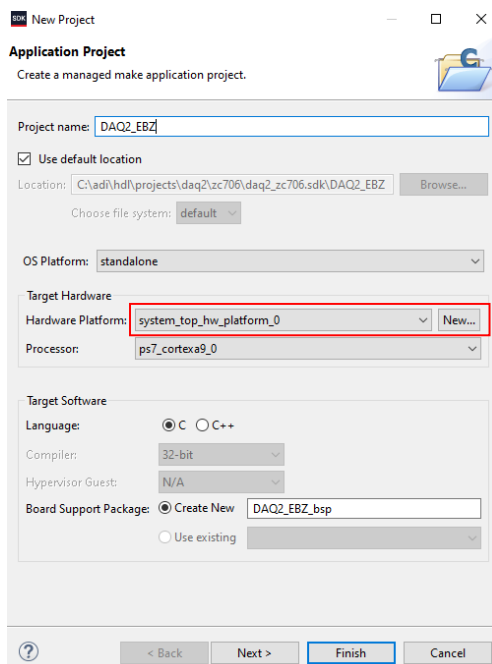 SDK New Project
Application Project
Create a managed make application project.
C
Project name: DAQ2_EBZ
Use default location
Location: C:\adi\hdl\projects\daq2\zc706\daq2_zc706.sdk\DAQ2_EBZ Browse...
Choose file system: default
OS Platform: standalone
Target Hardware
Hardware Platform: system_top_hw_platform_0 New...
Processor: ps7_cortexa9_0
Target Software
Language: C C++
Compiler: 32-bit
Hypervisor Guest: N/A
Board Support Package: Create New DAQ2_EBZ_bsp
Use existing
? < Back Next > Finish Cancel